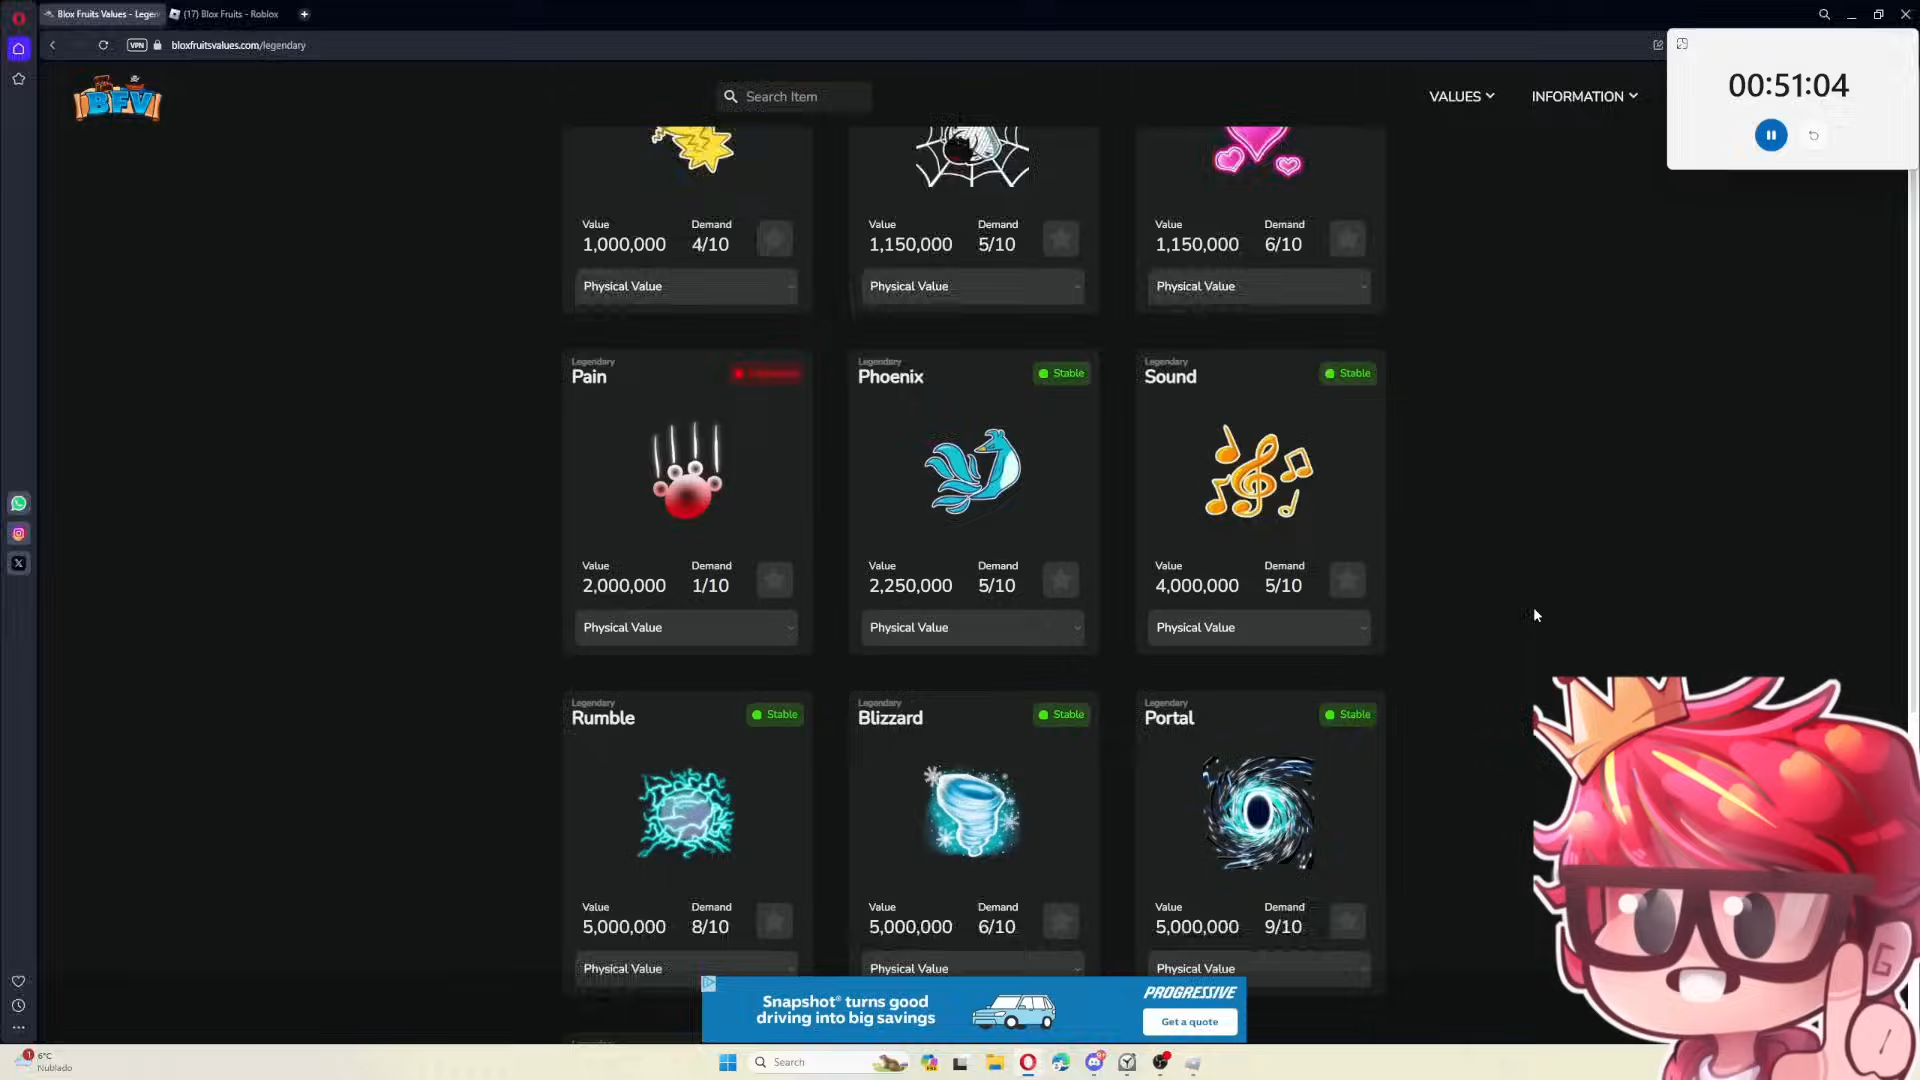 Blox Fruits Values - Legen
(17) Blox Fruits - Roblox
VPN
bloxfruitsvalues.com/legendary
00:51:04
BFV
Search Item
VALUES
INFORMATION
Value Demand
1,000,000 4/10
Physical Value
Value Demand
1,150,000 5/10
Physical Value
Value Demand
1,150,000 6/10
Physical Value
Legendary
Pain
Value Demand
2,000,000 1/10
Physical Value
Legendary
Phoenix
Stable
Value Demand
2,250,000 5/10
Physical Value
Legendary
Sound
Stable
Value Demand
4,000,000 5/10
Physical Value
Legendary
Rumble
Stable
Value Demand
5,000,000 8/10
Physical Value
Legendary
Blizzard
Stable
Value Demand
5,000,000 6/10
Physical Value
Legendary
Portal
Stable
Value Demand
5,000,000 9/10
Physical Value
Snapshot® turns good
driving into big savings
PROGRESSIVE
Get a quote
G
1
6°C
Nublado
Search